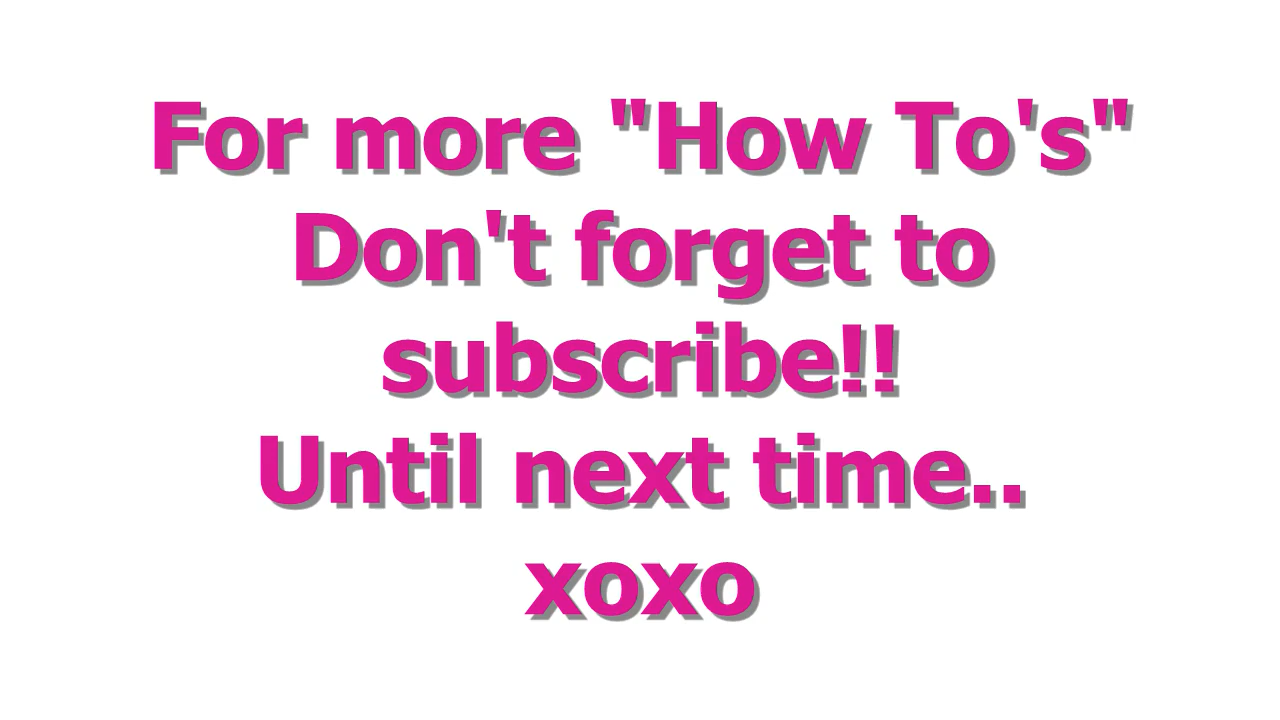 For more "How To's"
Don't forget to
subscribe!!
Until next time..
xoxo